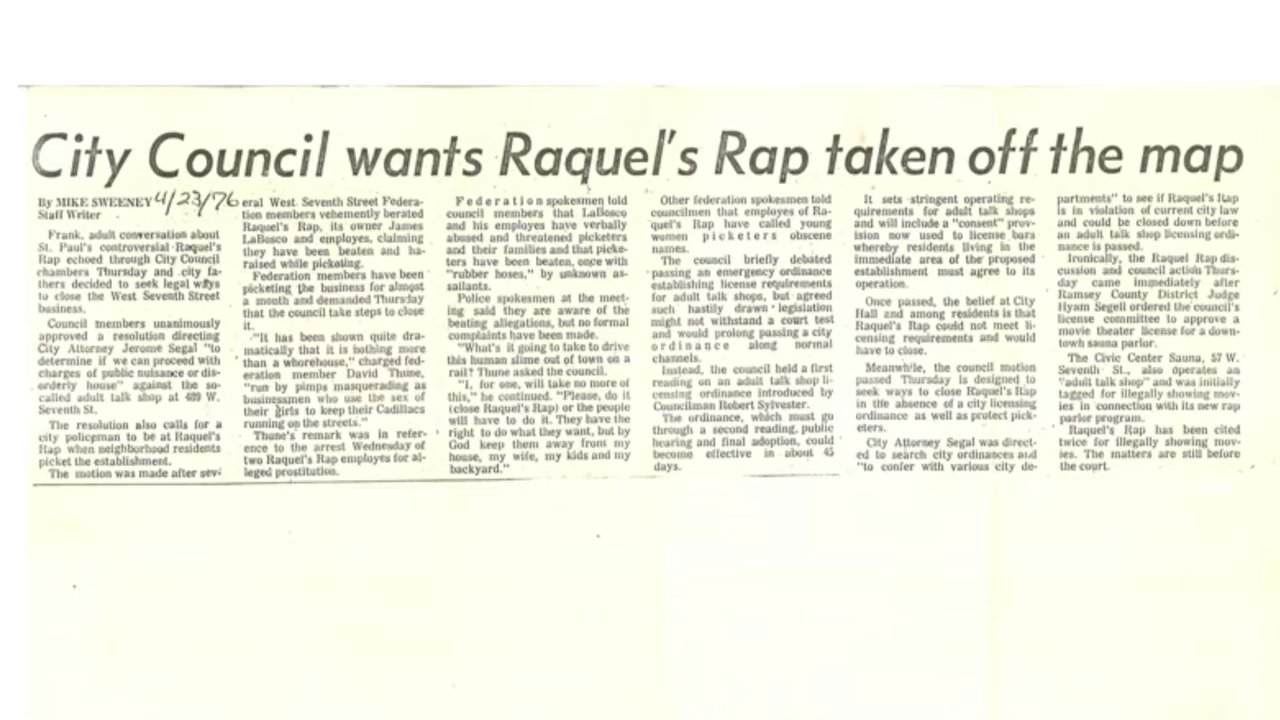 City Council wants Raquel's Rap taken off the map
By MIKE SWEENEY 4/23/76
Staff Writer
Frank, adult conversation about
St. Paul's controversial Raquel's
Rap echoed through City Council
chambers Thursday and city fa-
thers decided to seek legal ways
to close the West Seventh Street
business.
Council members unanimously
approved a resolution directing
City Attorney Jerome Segal "to
determine if we can proceed with
charges of public nuisance or dis-
orderly house" against the so-
called adult talk shop at 489 W.
Seventh St.
The resolution also calls for a
city policeman to be at Raquel's
Rap when neighborhood residents
picket the establishment.
The motion was made after sev-
eral West Seventh Street Federa-
tion members vehemently berated
Raquel's Rap, its owner James
LaBosco and employes, claiming
they have been beaten and ha-
raised while picketing.
Federation members have been
picketing the business for almost
a month and demanded Thursday
that the council take steps to close
it.
"It has been shown quite dra-
matically that it is nothing more
than a whorehouse," charged fed-
eration member David Thune,
"run by pimps masquerading as
businessmen who use the sex of
their girls to keep their Cadillacs
running on the streets."
Thune's remark was in refer-
ence to the arrest Wednesday of
two Raquel's Rap employes for al-
leged prostitution.
Federation spokesmen told
council members that LaBosco
and his employes have verbally
abused and threatened picketers
and their families and that picke-
ters have been beaten, once with
"rubber hoses," by unknown as-
sailants.
Police spokesmen at the meet-
ing said they are aware of the
beating allegations, but no formal
complaints have been made.
"What's it going to take to drive
this human slime out of town on a
rail? Thune asked the council.
"I, for one, will take no more of
this," he continued. "Please, do it
(close Raquel's Rap) or the people
will have to do it. They have the
right to do what they want, but by
God keep them away from my
house, my wife, my kids and my
backyard."
Other federation spokesmen told
councilmen that employes of Ra-
quel's Rap have called young
women picketers obscene
names.
The council briefly debated
passing an emergency ordinance
establishing license requirements
for adult talk shops, but agreed
such hastily drawn legislation
might not withstand a court test
and would prolong passing a city
ordinance along normal
channels.
Instead, the council held a first
reading on an adult talk shop li-
censing ordinance introduced by
Councilman Robert Sylvester.
The ordinance, which must go
through a second reading, public
hearing and final adoption, could
become effective in about 45
days.
It sets stringent operating re-
quirements for adult talk shops
and will include a "consent" prov-
ision now used to license bars
whereby residents living in the
immediate area of the proposed
establishment must agree to its
operation.
Once passed, the belief at City
Hall and among residents is that
Raquel's Rap could not meet li-
censing requirements and would
have to close.
Meanwhile, the council motion
passed Thursday is designed to
seek ways to close Raquel's Rap
in the absence of a city licensing
ordinance as well as protect pick-
eters.
City Attorney Segal was direct-
ed to search city ordinances and
"to confer with various city de-
partments" to see if Raquel's Rap
is in violation of current city law
and could be closed down before
an adult talk shop licensing ordi-
nance is passed.
Ironically, the Raquel Rap dis-
cussion and council action Thurs-
day came immediately after
Ramsey County District Judge
Hyam Segell ordered the council's
license committee to approve a
movie theater license for a down-
town sauna parlor.
The Civic Center Sauna, 57 W.
Seventh St., also operates an
"adult talk shop" and was initially
tagged for illegally showing mov-
ies in connection with its new rap
parlor program.
Raquel's Rap has been cited
twice for illegally showing mov-
ies. The matters are still before
the court.